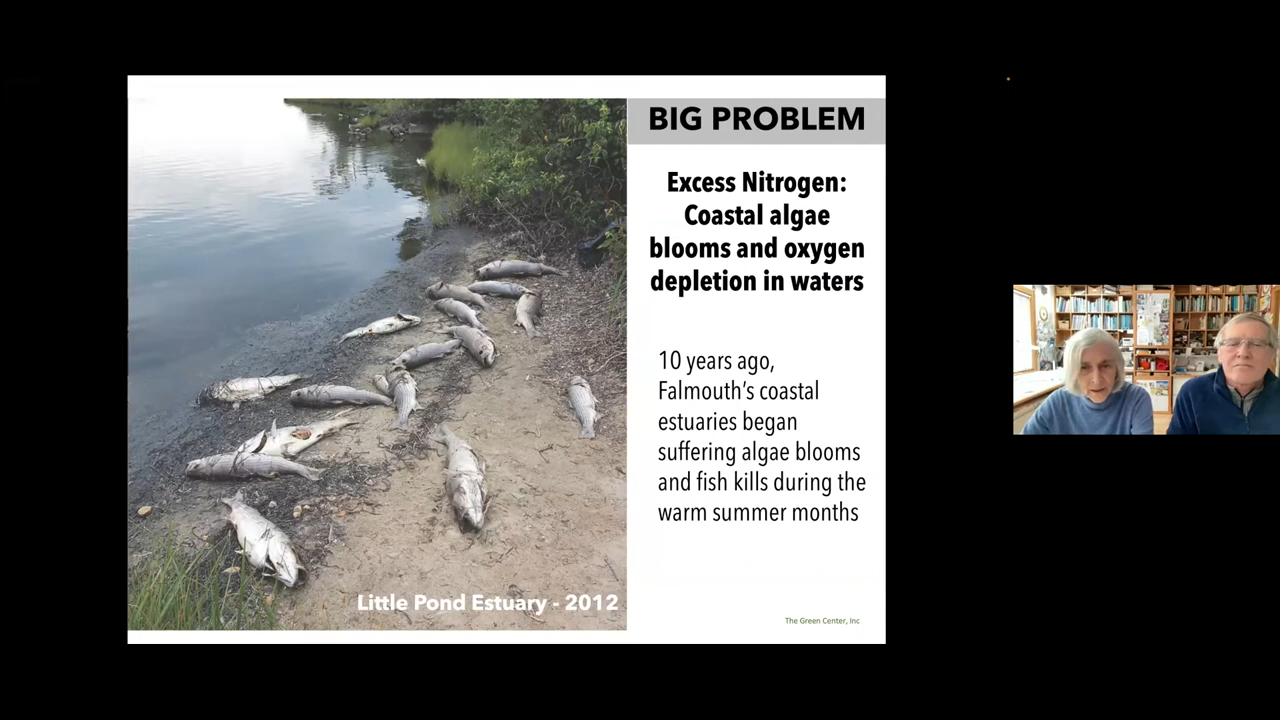 BIG PROBLEM
Excess Nitrogen:
Coastal algae
blooms and oxygen
depletion in waters
10 years ago,
Falmouth’s coastal
estuaries began
suffering algae blooms
and fish kills during the
warm summer months
Little Pond Estuary - 2012
The Green Center, Inc